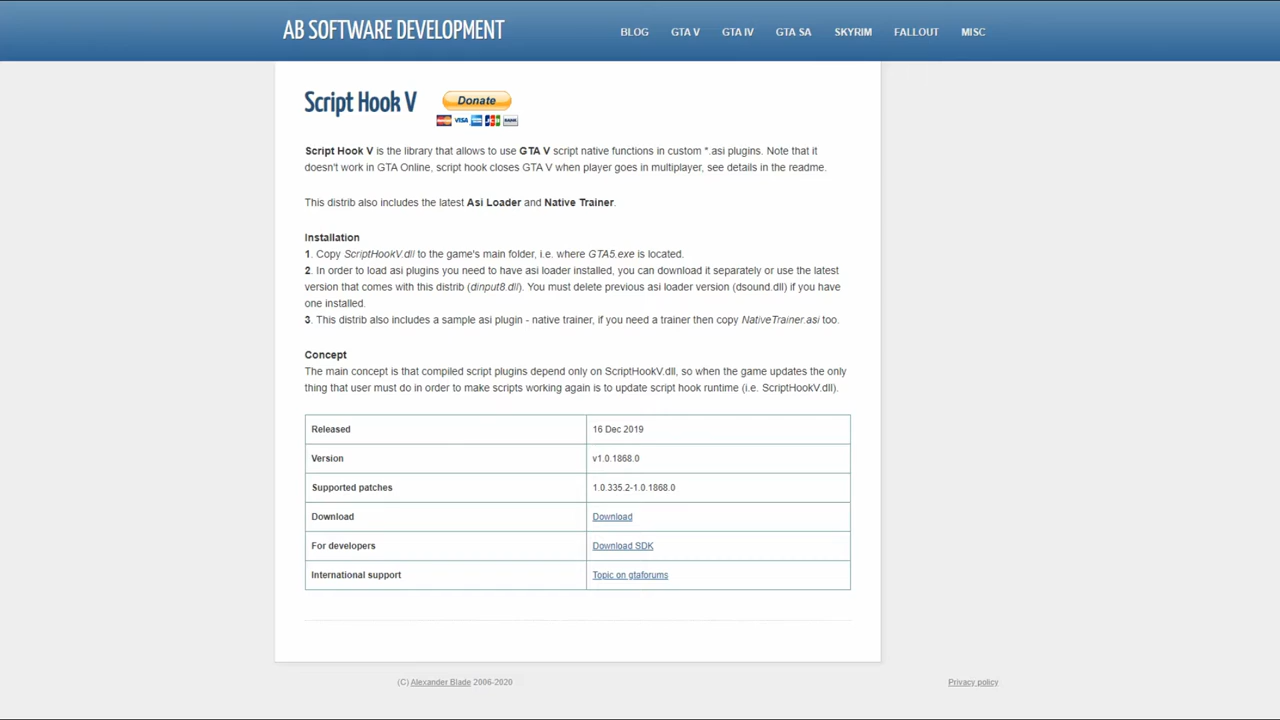 AB SOFTWARE DEVELOPMENT
BLOG GTA V GTA IV GTA SA SKYRIM FALLOUT MISC
Script Hook V
Donate
VISA
Script Hook V is the library that allows to use GTA V script native functions in custom *.asi plugins. Note that it
doesn't work in GTA Online, script hook closes GTA V when player goes in multiplayer, see details in the readme.
This distrib also includes the latest Asi Loader and Native Trainer.
Installation
1. Copy ScriptHookV.dll to the game's main folder, i.e. where GTA5.exe is located.
2. In order to load asi plugins you need to have asi loader installed, you can download it separately or use the latest
version that comes with this distrib (dinput8.dll). You must delete previous asi loader version (dsound.dll) if you have
one installed.
3. This distrib also includes a sample asi plugin - native trainer, if you need a trainer then copy NativeTrainer.asi too.
Concept
The main concept is that compiled script plugins depend only on ScriptHookV.dll, so when the game updates the only
thing that user must do in order to make scripts working again is to update script hook runtime (i.e. ScriptHookV.dll).
Released 16 Dec 2019
Version v1.0.1868.0
Supported patches 1.0.335.2-1.0.1868.0
Download Download
For developers Download SDK
International support Topic on gtaforums
(C) Alexander Blade 2006-2020 Privacy policy